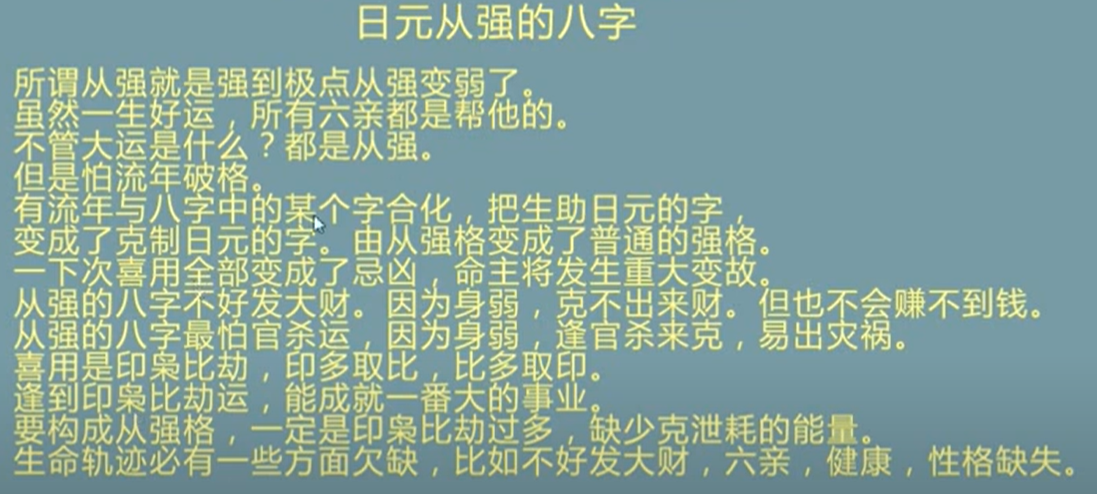 日元从强的八字
所谓从强就是强到极点从强变弱了。
虽然一生好运，所有六亲都是帮他的。
不管大运是什么？都是从强。
但是怕流年破格。
有流年与八字中的某个字合化，把生助日元的字，
变成了克制日元的字。由从强格变成了普通的强格。
一下次喜用全部变成了忌凶，命主将发生重大变故。
从强的八字不好发大财。因为身弱，克不出来财。但也不会赚不到钱。
从强的八字最怕官杀运，因为身弱，逢官杀来克，易出灾祸。
喜用是印枭比劫，印多取比，比多取印。
逢到印枭比劫运，能成就一番大的事业。
要构成从强格，一定是印枭比劫过多，缺少克泄耗的能量。
生命轨迹必有一些方面欠缺，比如不好发大财，六亲，健康，性格缺失。